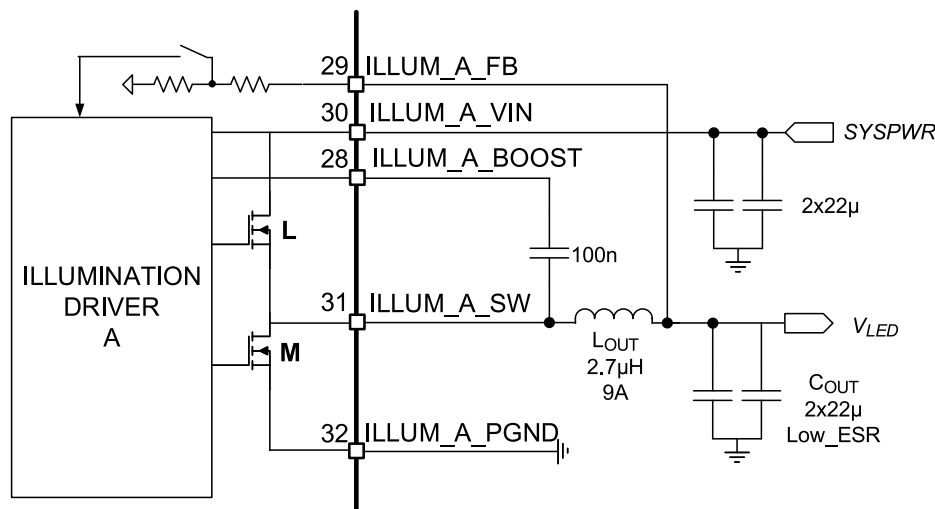 29 ILLUM_A_FB
30 ILLUM_A_VIN
SYSPWR
28 ILLUM_A_BOOST
2x22µ
L
100n
ILLUMINATION
DRIVER
A
31 ILLUM_A_SW
M
LOUT
2.7µH
9A
VLED
COUT
2x22µ
Low_ESR
32 ILLUM_A_PGND